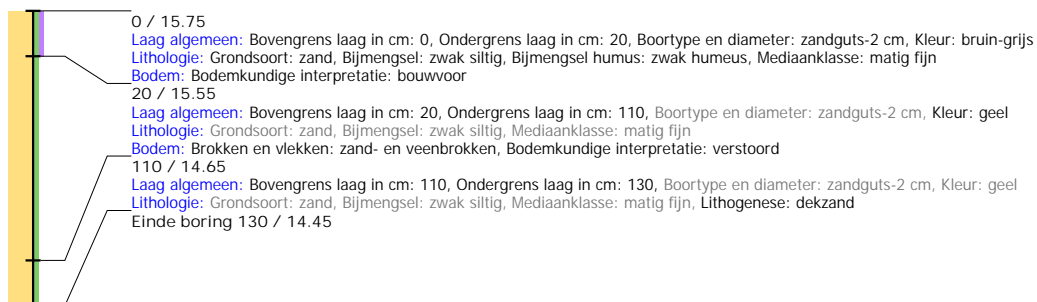 0 / 15.75
Laag algemeen: Bovengrens laag in cm: 0, Ondergrens laag in cm: 20, Boortype en diameter: zandguts-2 cm, Kleur: bruin-grijs
Lithologie: Grondsoort: zand, Bijmengsel: zwak siltig, Bijmengsel humus: zwak humeus, Mediaanklasse: matig fijn
Bodem: Bodemkundige interpretatie: bouwvoor
20 / 15.55
Laag algemeen: Bovengrens laag in cm: 20, Ondergrens laag in cm: 110, Boortype en diameter: zandguts-2 cm, Kleur: geel
Lithologie: Grondsoort: zand, Bijmengsel: zwak siltig, Mediaanklasse: matig fijn
Bodem: Brokken en vlekken: zand- en veenbrokken, Bodemkundige interpretatie: verstoord
110 / 14.65
Laag algemeen: Bovengrens laag in cm: 110, Ondergrens laag in cm: 130, Boortype en diameter: zandguts-2 cm, Kleur: geel
Lithologie: Grondsoort: zand, Bijmengsel: zwak siltig, Mediaanklasse: matig fijn, Lithogenese: dekzand
Einde boring 130 / 14.45